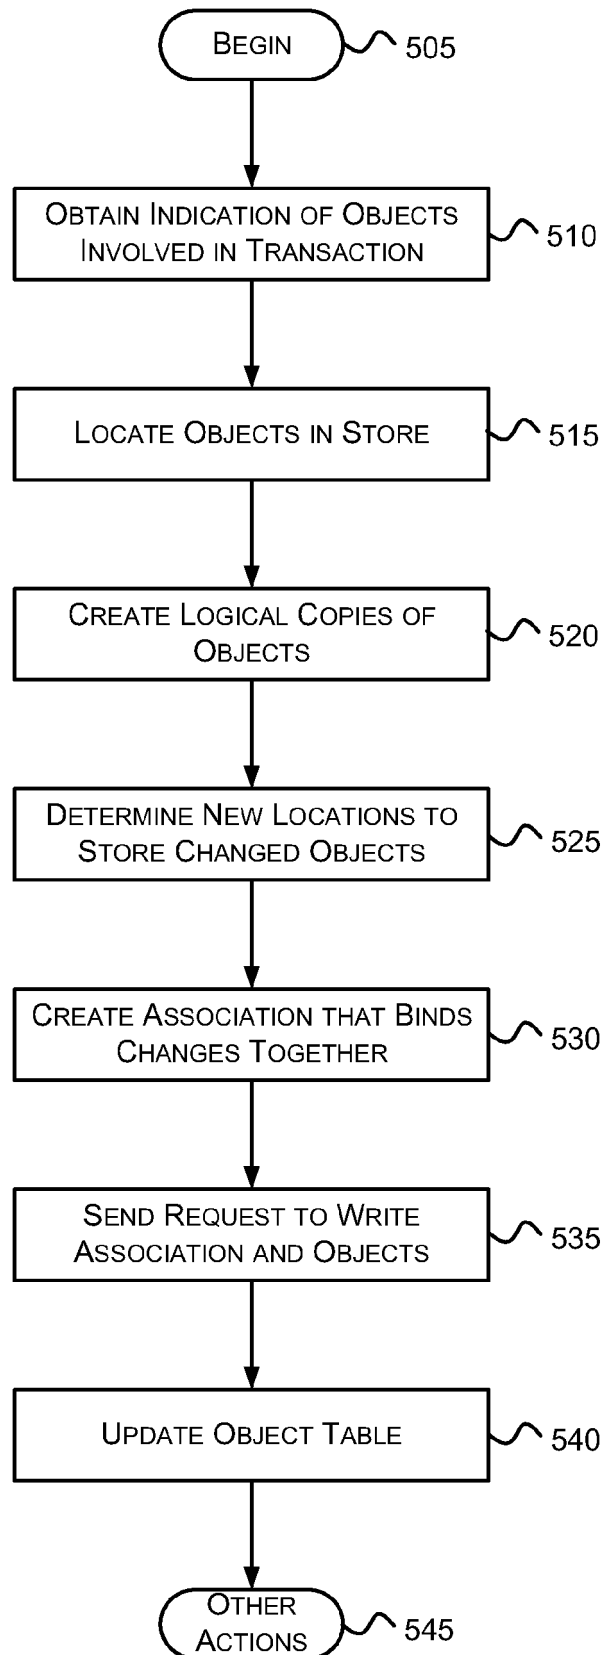 BEGIN
505
OBTAIN INDICATION OF OBJECTS
INVOLVED IN TRANSACTION
510
LOCATE OBJECTS IN STORE
515
CREATE LOGICAL COPIES OF
OBJECTS
520
DETERMINE NEW LOCATIONS TO
STORE CHANGED OBJECTS
525
CREATE ASSOCIATION THAT BINDS
CHANGES TOGETHER
530
SEND REQUEST TO WRITE
ASSOCIATION AND OBJECTS
535
UPDATE OBJECT TABLE
540
OTHER
ACTIONS
545